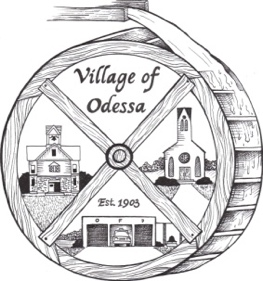 Village of
Odessa
Est. 1903
O F D